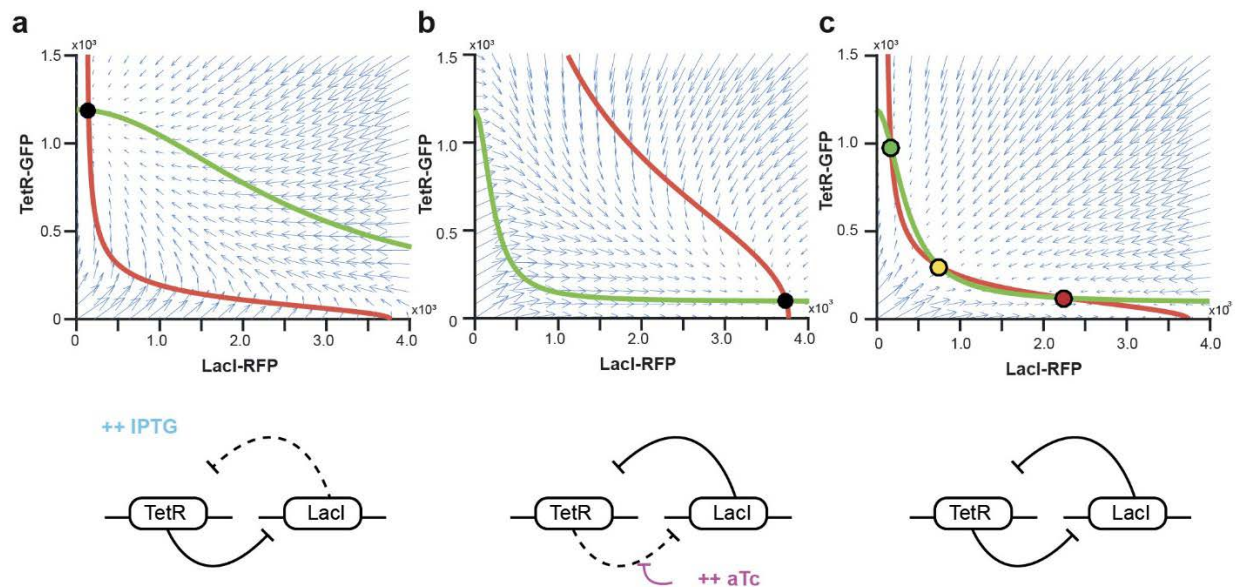 a
x10³
1.5
1.0
0.5
0
TetR-GFP
x10³
0 1.0 2.0 3.0 4.0
LacI-RFP
b
x10³
1.5
1.0
0.5
0
TetR-GFP
x10³
0 1.0 2.0 3.0 4.0
LacI-RFP
c
x10³
1.5
1.0
0.5
0
TetR-GFP
0 1.0 2.0 3.0 4.0
LacI-RFP
++ IPTG
TetR LacI
TetR LacI
++ aTc
TetR LacI